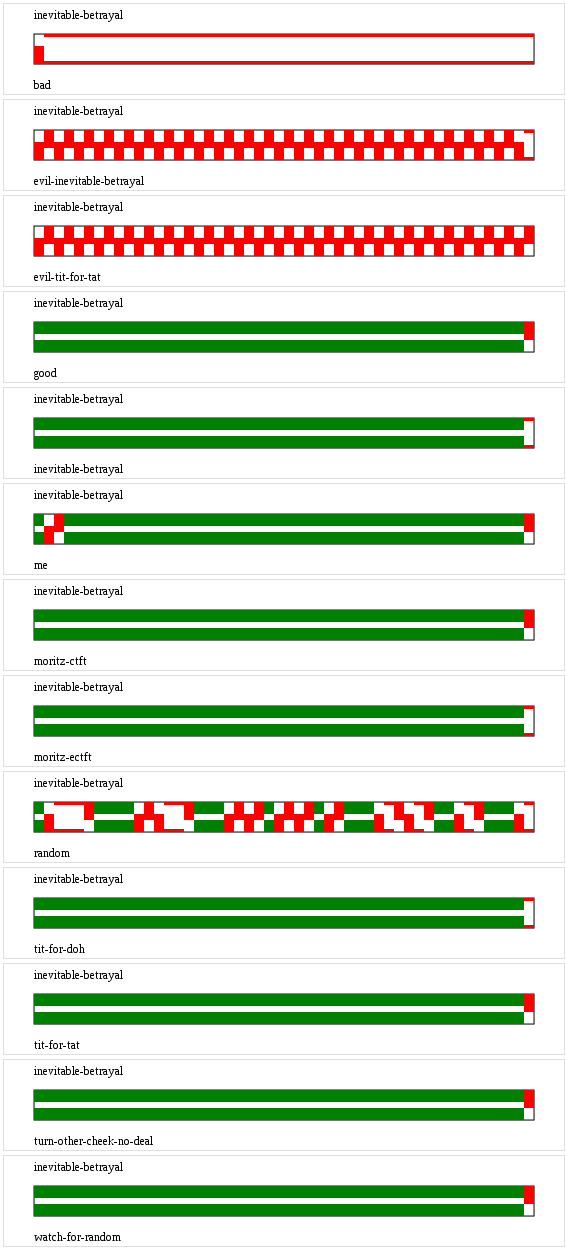 inevitable-betrayal
bad
inevitable-betrayal
evil-inevitable-betrayal
inevitable-betrayal
evil-tit-for-tat
inevitable-betrayal
good
inevitable-betrayal
inevitable-betrayal
inevitable-betrayal
me
inevitable-betrayal
moritz-ctft
inevitable-betrayal
moritz-ectft
inevitable-betrayal
random
inevitable-betrayal
tit-for-doh
inevitable-betrayal
tit-for-tat
inevitable-betrayal
turn-other-cheek-no-deal
inevitable-betrayal
watch-for-random